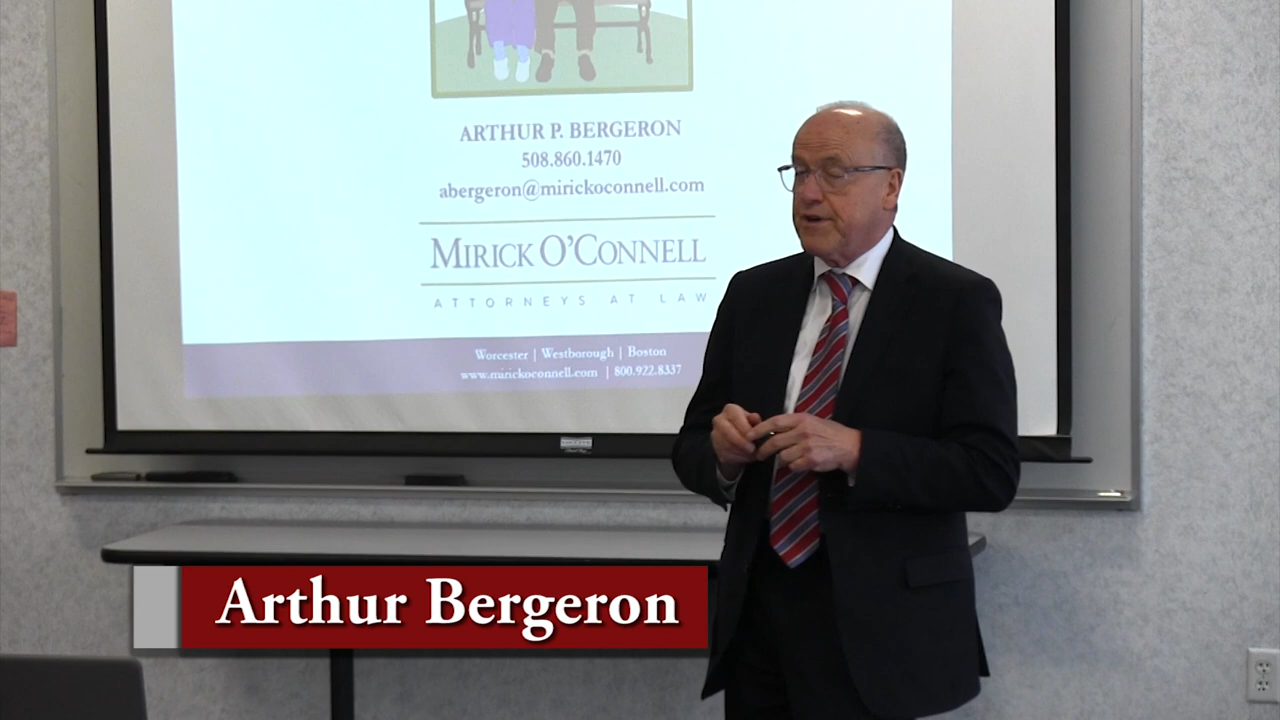 ARTHUR P. BERGERON
508.860.1470
abergeron@mirickoconnell.com
MIRICK O'CONNELL
ATTORNEYS AT LAW
Worcester | Westborough | Boston
www.mirickoconnell.com | 800.922.8337
Arthur Bergeron